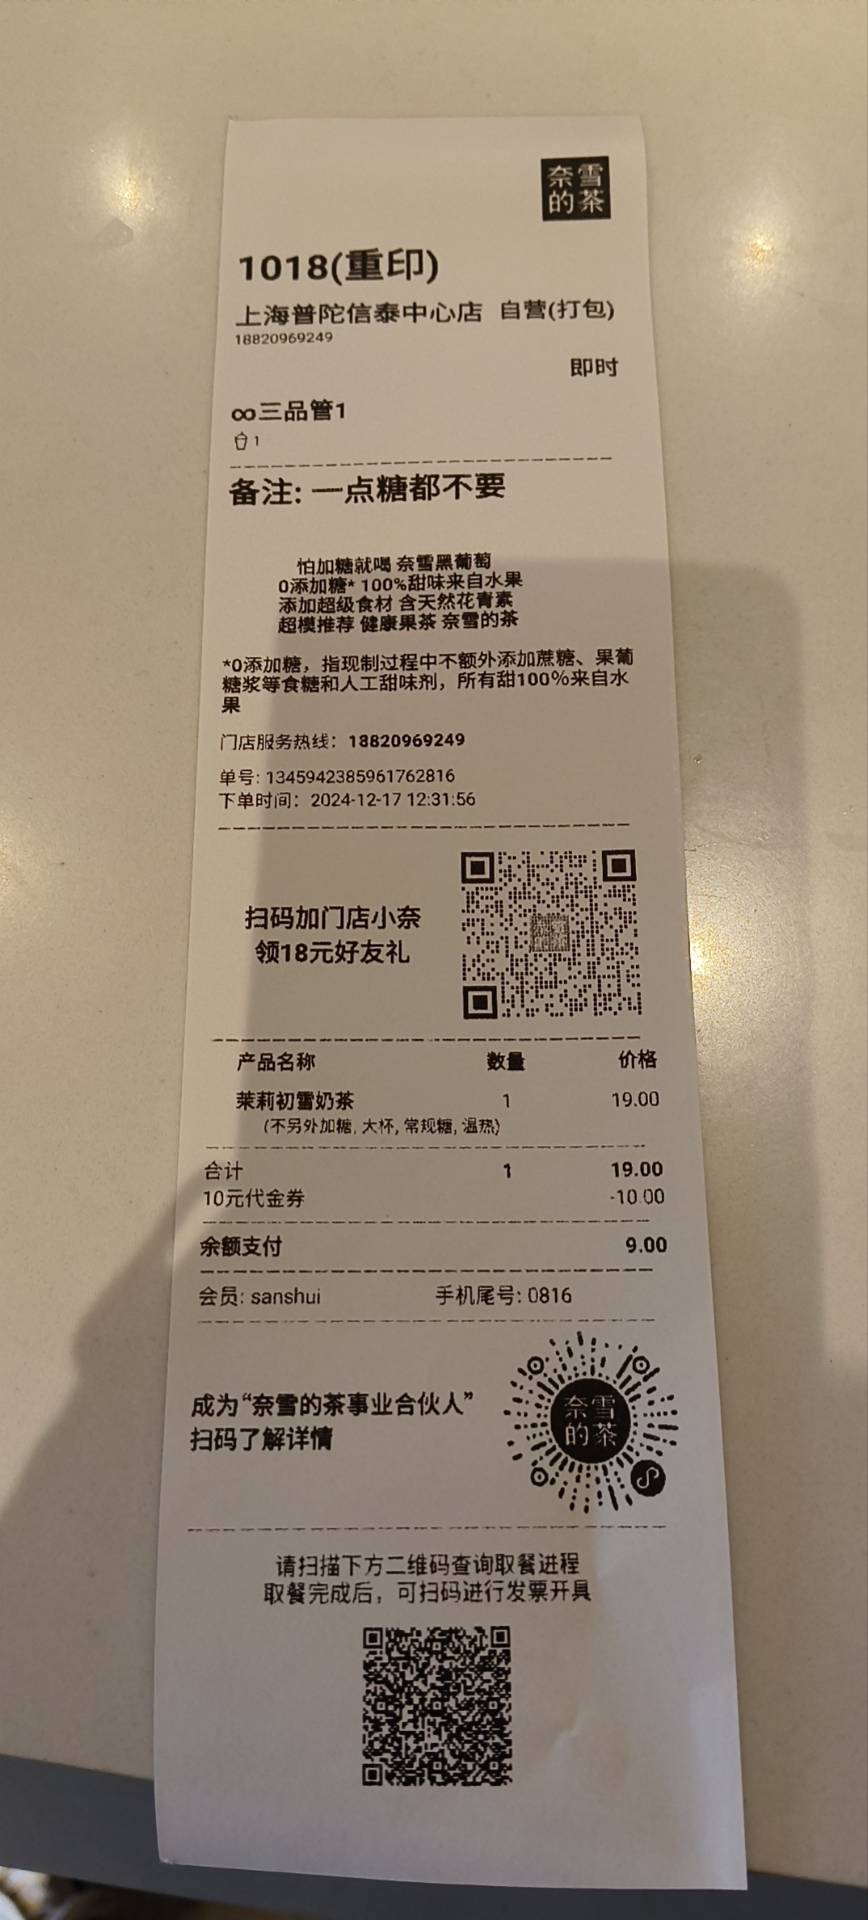 奈雪
的茶
1018(重印)
上海普陀信泰中心店 自营(打包)
18820969249
即时
∞三品管1
1
备注: 一点糖都不要
怕加糖就喝 奈雪黑葡萄
0添加糖* 100%甜味来自水果
添加超级食材 含天然花青素
超模推荐 健康果茶 奈雪的茶
*0添加糖，指现制过程中不额外添加蔗糖、果葡
糖浆等食糖和人工甜味剂，所有甜100%来自水
果
门店服务热线：18820969249
单号: 1345942385961762816
下单时间：2024-12-17 12:31:56
扫码加门店小奈
领18元好友礼
产品名称 数量 价格
茉莉初雪奶茶 1 19.00
(不另外加糖, 大杯, 常规糖, 温热)
合计 1 19.00
10元代金券 -10.00
余额支付 9.00
会员: sanshui 手机尾号: 0816
成为“奈雪的茶事业合伙人”
扫码了解详情
奈雪
的茶
请扫描下方二维码查询取餐进程
取餐完成后，可扫码进行发票开具